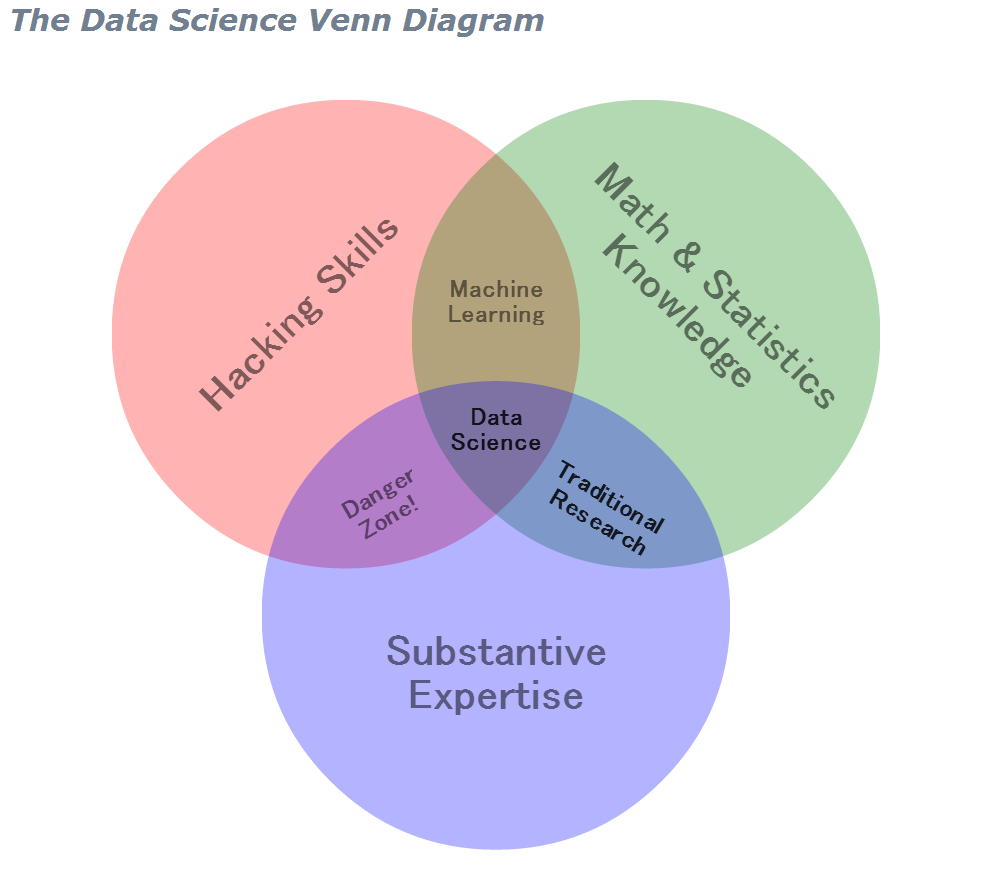 The Data Science Venn Diagram
Hacking Skills
Math & Statistics
Knowledge
Machine
Learning
Data
Science
Danger
Zone!
Traditional
Research
Substantive
Expertise